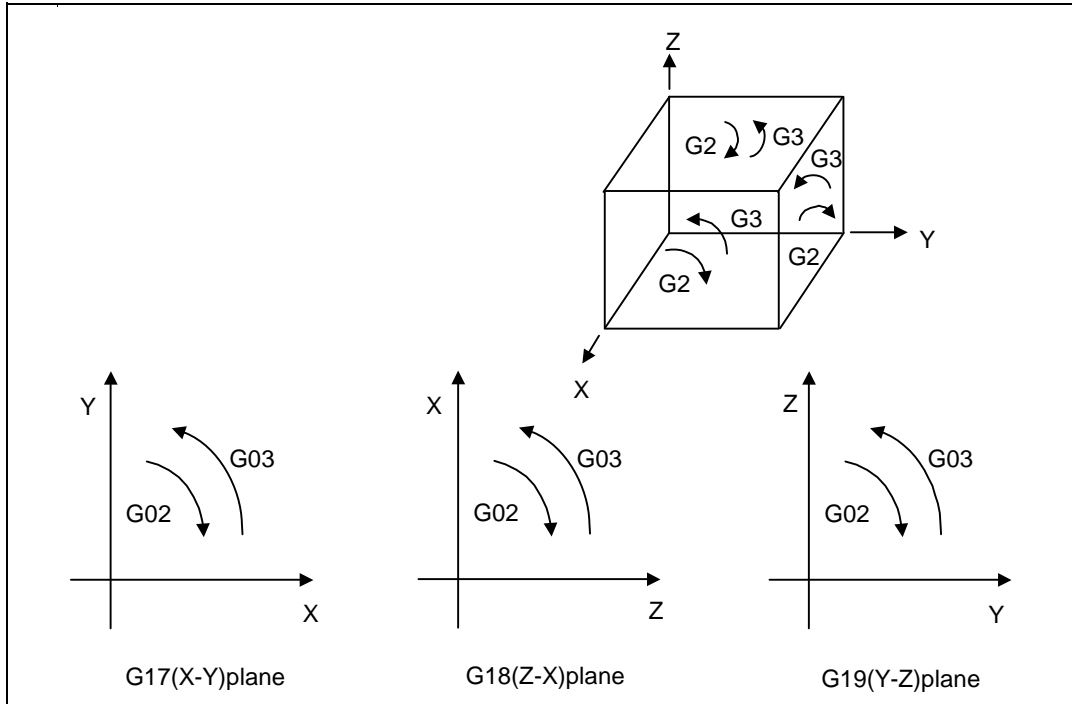 Z
G2 G3
G3
G3
Y
G2
G2
X
Y
G03
G02
X
G17(X-Y)plane
X
G03
G02
Z
G18(Z-X)plane
Z
G03
G02
Y
G19(Y-Z)plane